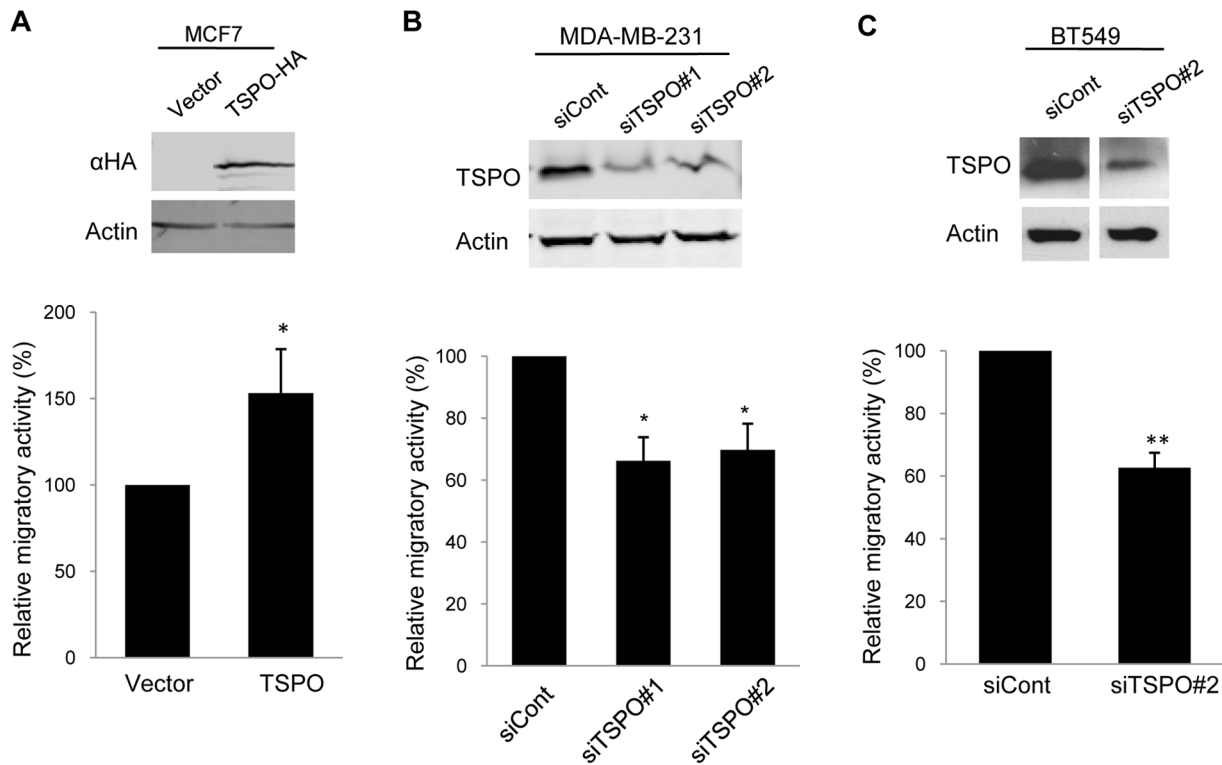 A
MCF7
Vector
TSPO-HA
αHA
Actin
Relative migratory activity (%)
200
150
100
50
0
*
Vector
TSPO
B
MDA-MB-231
siCont
siTSPO#1
siTSPO#2
TSPO
Actin
Relative migratory activity (%)
100
80
60
40
20
0
*
*
siCont
siTSPO#1
siTSPO#2
C
BT549
siCont
siTSPO#2
TSPO
Actin
Relative migratory activity (%)
100
80
60
40
20
0
**
siCont
siTSPO#2